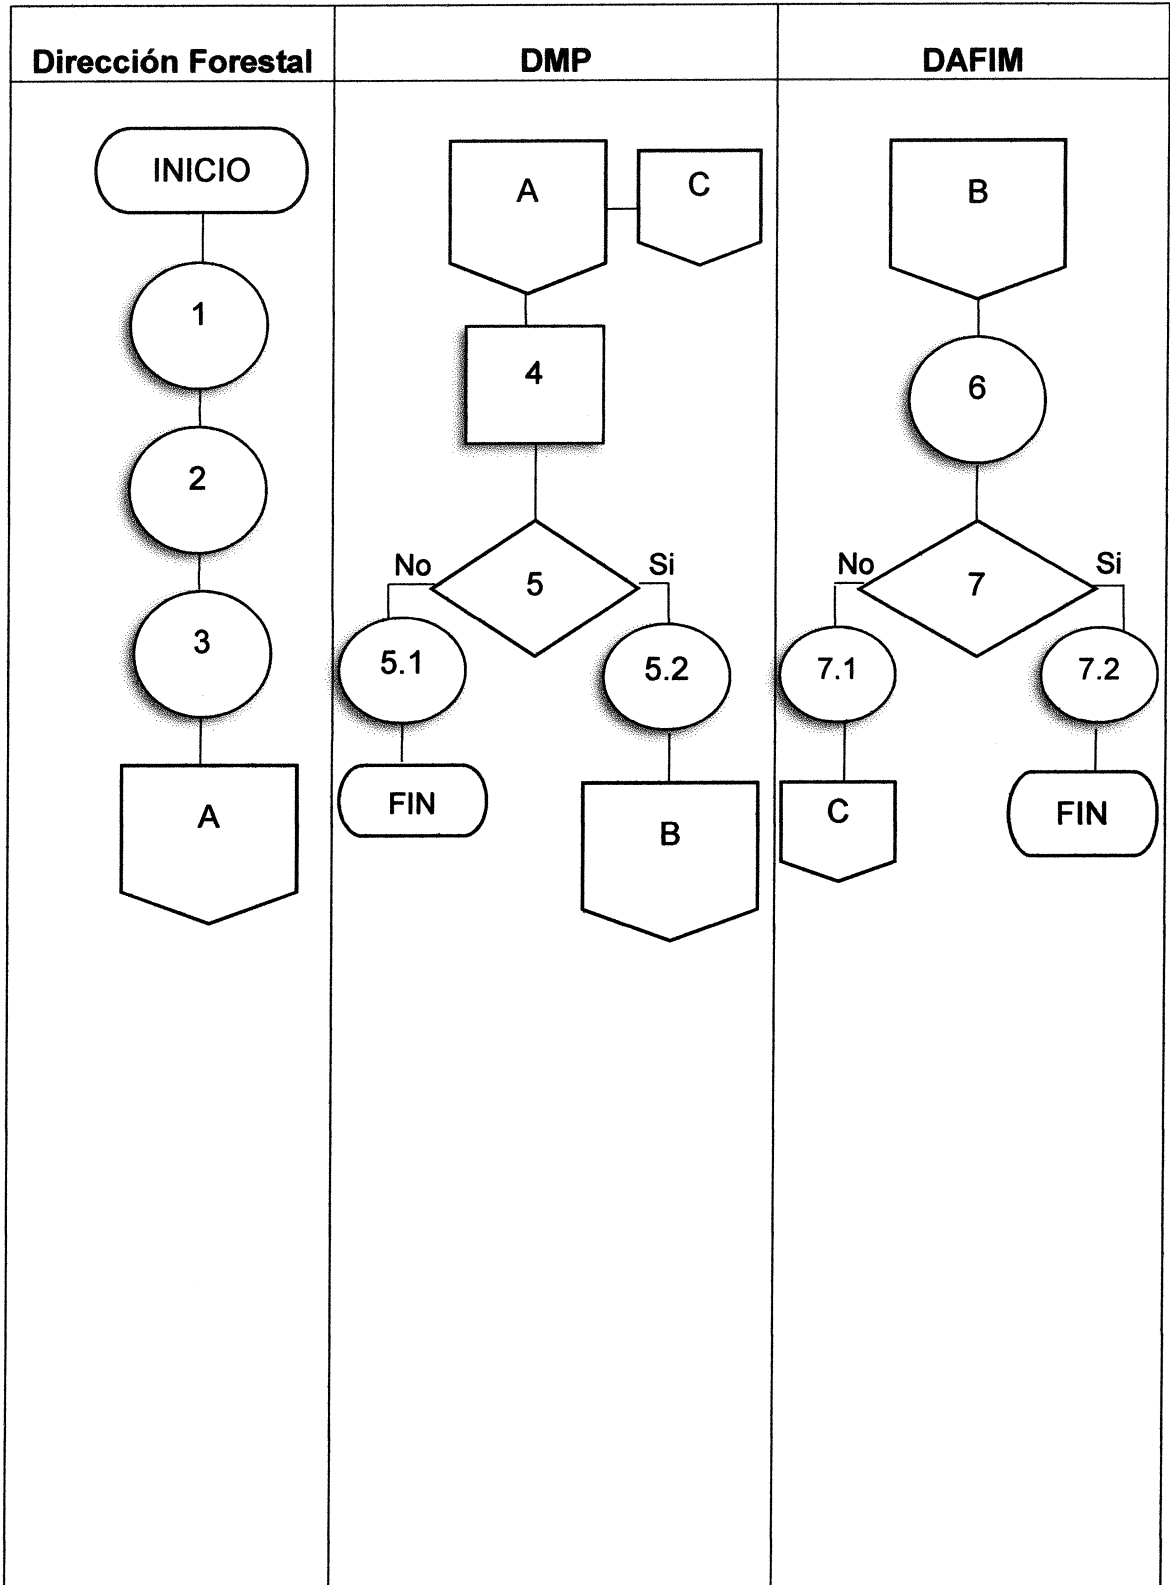 Dirección Forestal
DMP
DAFIM
INICIO
1
2
3
A
A
C
4
No
5
Si
5.1
5.2
FIN
B
B
6
No
7
Si
7.1
7.2
C
FIN